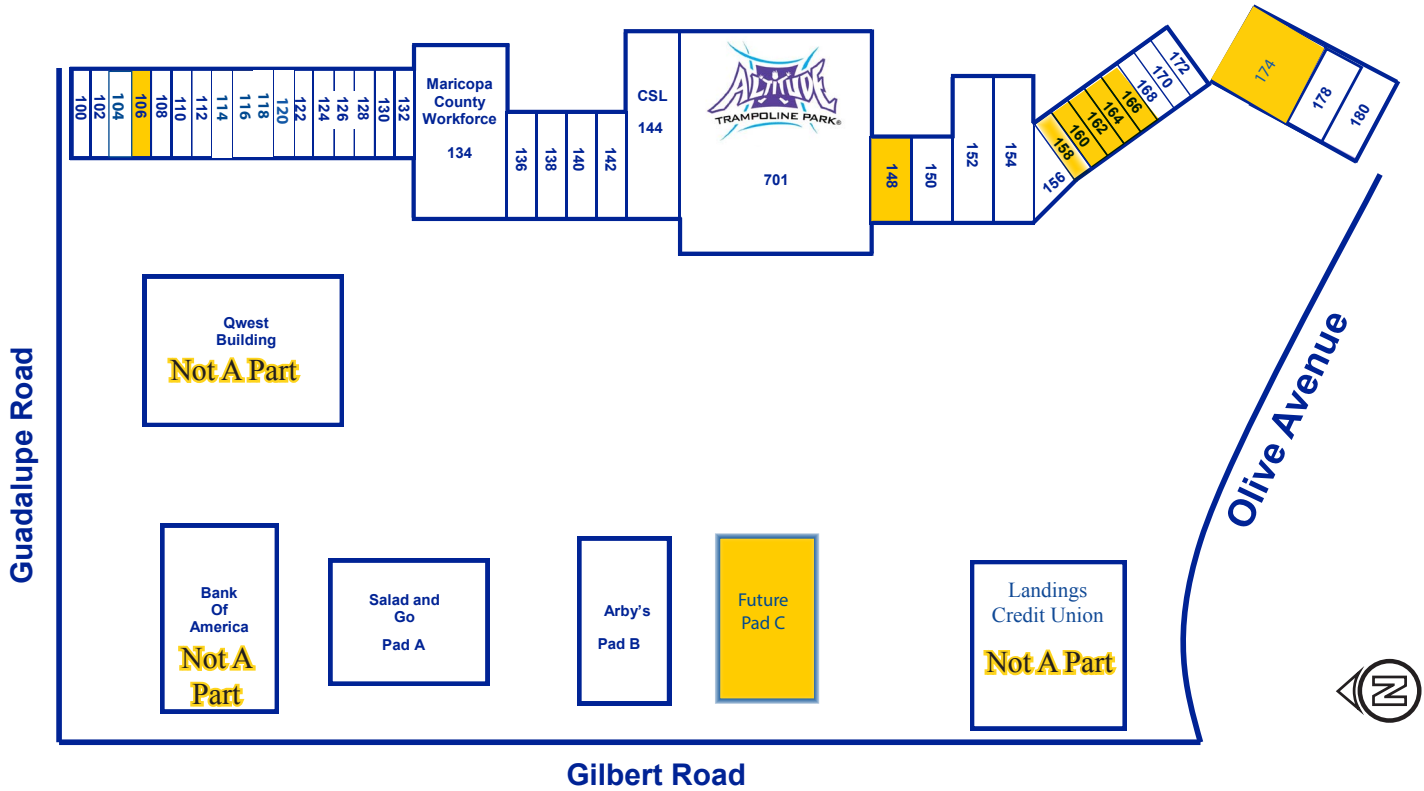 100
102
104
106
108
110
112
114
116
118
120
122
124
126
128
130
132
Maricopa
County
Workforce
134
136
138
140
142
CSL
144
ALTITUDE
TRAMPOLINE PARK®
701
148
150
152
154
156
158
160
162
164
166
168
170
172
174
178
180
Qwest
Building
Not A Part
Guadalupe Road
Olive Avenue
Bank
Of
America
Not A
Part
Salad and
Go
Pad A
Arby's
Pad B
Future
Pad C
Landings
Credit Union
Not A Part
N
Gilbert Road